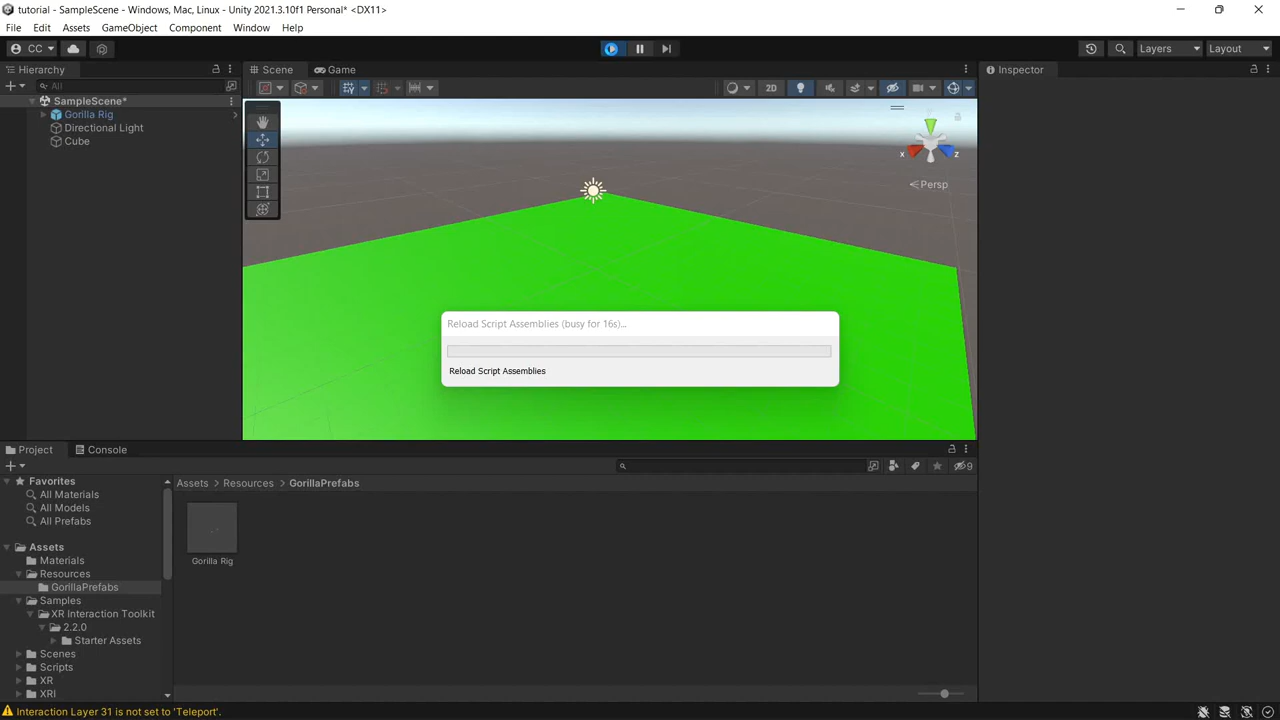 tutorial - SampleScene - Windows, Mac, Linux - Unity 2021.3.10f1 Personal* <DX11>
File Edit Assets GameObject Component Window Help
CC Layers Layout
Hierarchy Scene Game Inspector
All 2D
SampleScene*
Gorilla Rig
Directional Light
Cube
x y z
Persp
Reload Script Assemblies (busy for 16s)...
Reload Script Assemblies
Project Console
9
Favorites
All Materials
All Models
All Prefabs
Assets
Materials
Resources
GorillaPrefabs
Samples
XR Interaction Toolkit
2.2.0
Starter Assets
Scenes
Scripts
XR
XRI
Assets > Resources > GorillaPrefabs
Gorilla Rig
Interaction Layer 31 is not set to 'Teleport'.